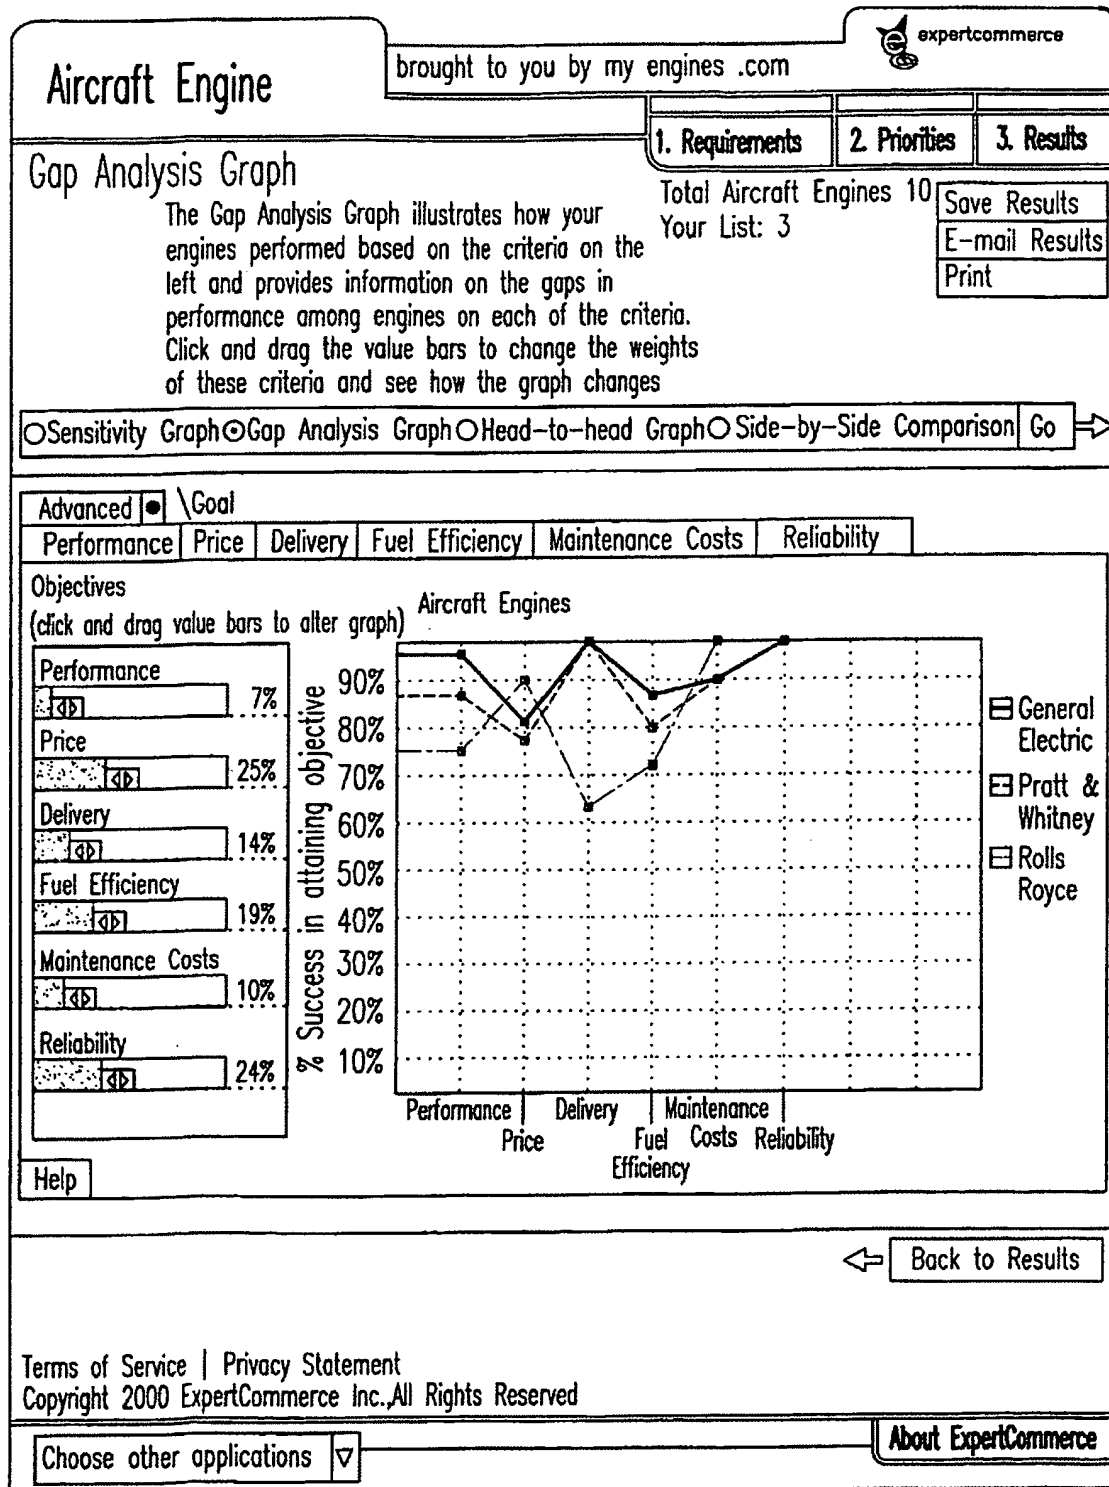 Aircraft Engine
brought to you by my engines .com
expertcommerce
1. Requirements
2. Priorities
3. Results
Gap Analysis Graph
Total Aircraft Engines 10
Your List: 3
Save Results
E-mail Results
Print
The Gap Analysis Graph illustrates how your
engines performed based on the criteria on the
left and provides information on the gaps in
performance among engines on each of the criteria.
Click and drag the value bars to change the weights
of these criteria and see how the graph changes
Sensitivity Graph Gap Analysis Graph Head-to-head Graph Side-by-Side Comparison Go
Advanced \Goal
Performance Price Delivery Fuel Efficiency Maintenance Costs Reliability
Objectives
(click and drag value bars to alter graph)
Performance
7%
Price
25%
Delivery
14%
Fuel Efficiency
19%
Maintenance Costs
10%
Reliability
24%
Aircraft Engines
% Success in attaining objective
90%
80%
70%
60%
50%
40%
30%
20%
10%
Performance
Price
Delivery
Fuel
Efficiency
Maintenance
Costs
Reliability
General
Electric
Pratt &
Whitney
Rolls
Royce
Help
Back to Results
Terms of Service | Privacy Statement
Copyright 2000 ExpertCommerce Inc.,All Rights Reserved
Choose other applications
About ExpertCommerce